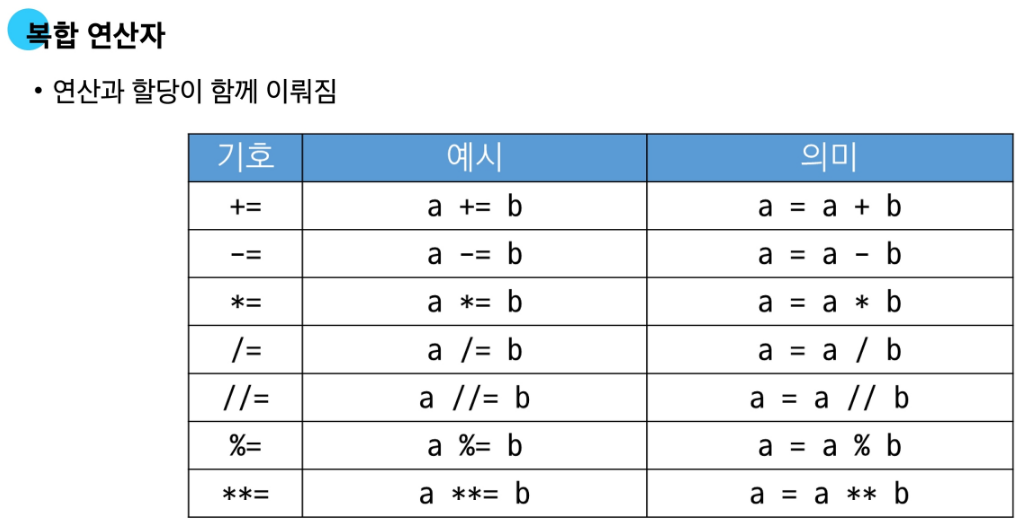 복합 연산자
• 연산과 할당이 함께 이뤄짐
기호 예시 의미
+= a += b a = a + b
-= a -= b a = a - b
*= a *= b a = a * b
/= a /= b a = a / b
//= a //= b a = a // b
%= a %= b a = a % b
**= a **= b a = a ** b